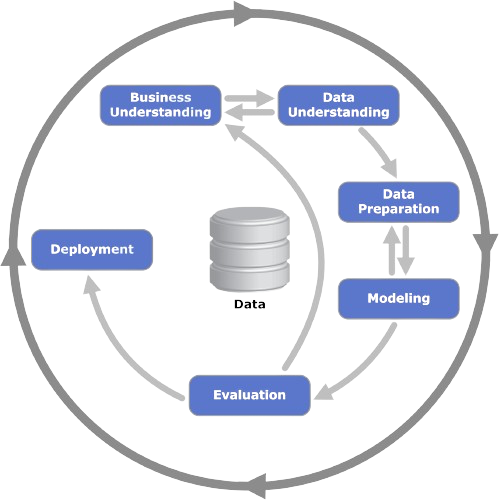 Business
Understanding
Data
Understanding
Data
Preparation
Deployment
Modeling
Data
Evaluation